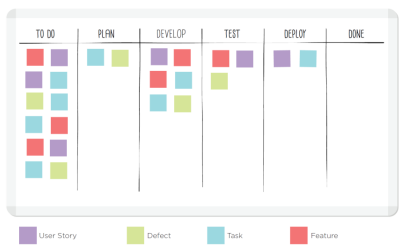 TO DO PLAN DEVELOP TEST DEPLOY DONE
User Story Defect Task Feature